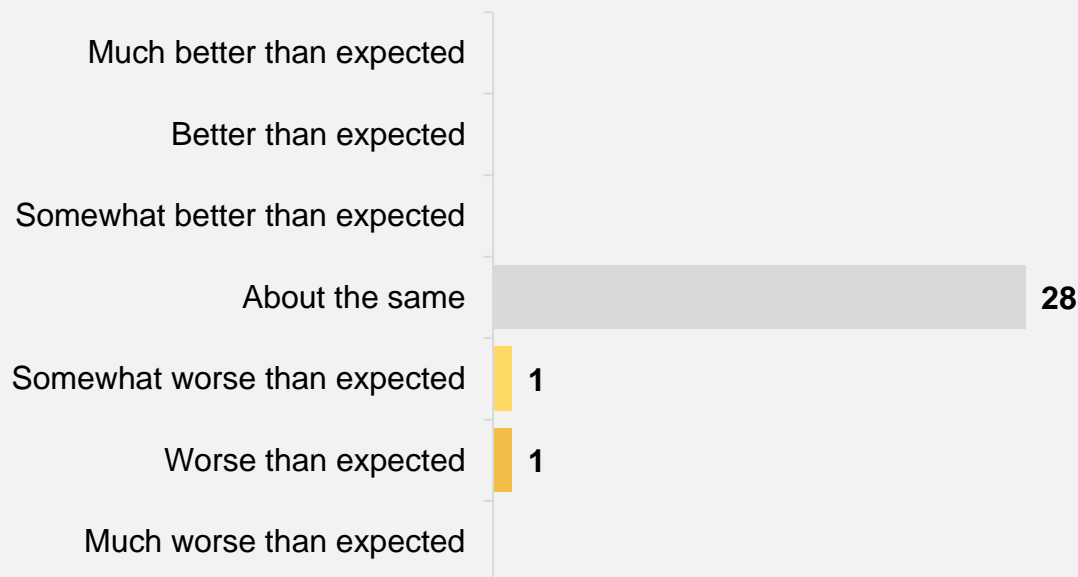 Much better than expected
Better than expected
Somewhat better than expected
About the same 28
Somewhat worse than expected 1
Worse than expected 1
Much worse than expected